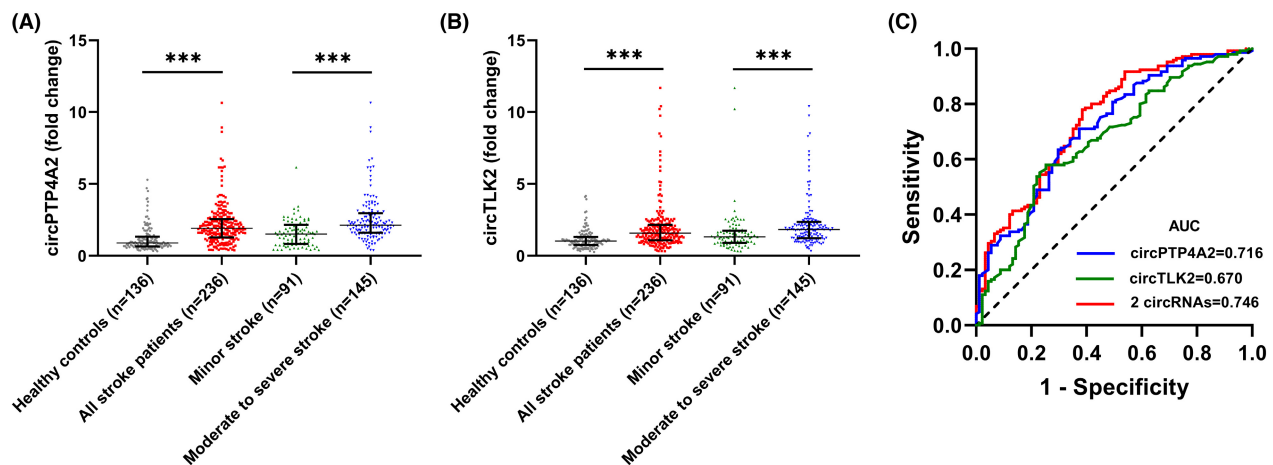 (A)
circPTP4A2 (fold change)
15
10
5
0
***
***
Healthy controls (n=136)
All stroke patients (n=236)
Minor stroke (n=91)
Moderate to severe stroke (n=145)
(B)
circTLK2 (fold change)
15
10
5
0
***
***
Healthy controls (n=136)
All stroke patients (n=236)
Minor stroke (n=91)
Moderate to severe stroke (n=145)
(C)
Sensitivity
1.0
0.8
0.6
0.4
0.2
0.0
AUC
circPTP4A2=0.716
circTLK2=0.670
2 circRNAs=0.746
0.0 0.2 0.4 0.6 0.8 1.0
1 - Specificity